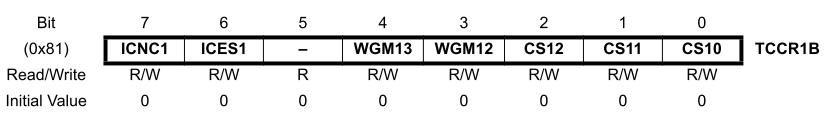 Bit 7 6 5 4 3 2 1 0
(0x81) ICNC1 ICES1 – WGM13 WGM12 CS12 CS11 CS10 TCCR1B
Read/Write R/W R/W R R/W R/W R/W R/W R/W
Initial Value 0 0 0 0 0 0 0 0